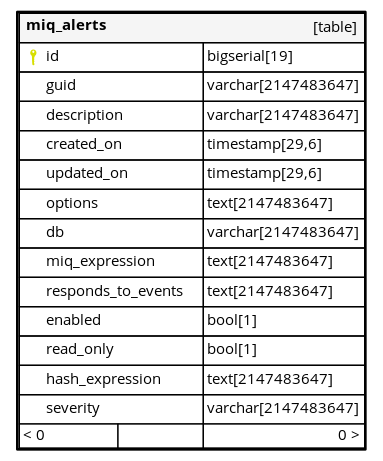 miq_alerts [table]
id bigserial[19]
guid varchar[2147483647]
description varchar[2147483647]
created_on timestamp[29,6]
updated_on timestamp[29,6]
options text[2147483647]
db varchar[2147483647]
miq_expression text[2147483647]
responds_to_events text[2147483647]
enabled bool[1]
read_only bool[1]
hash_expression text[2147483647]
severity varchar[2147483647]
< 0 0 >